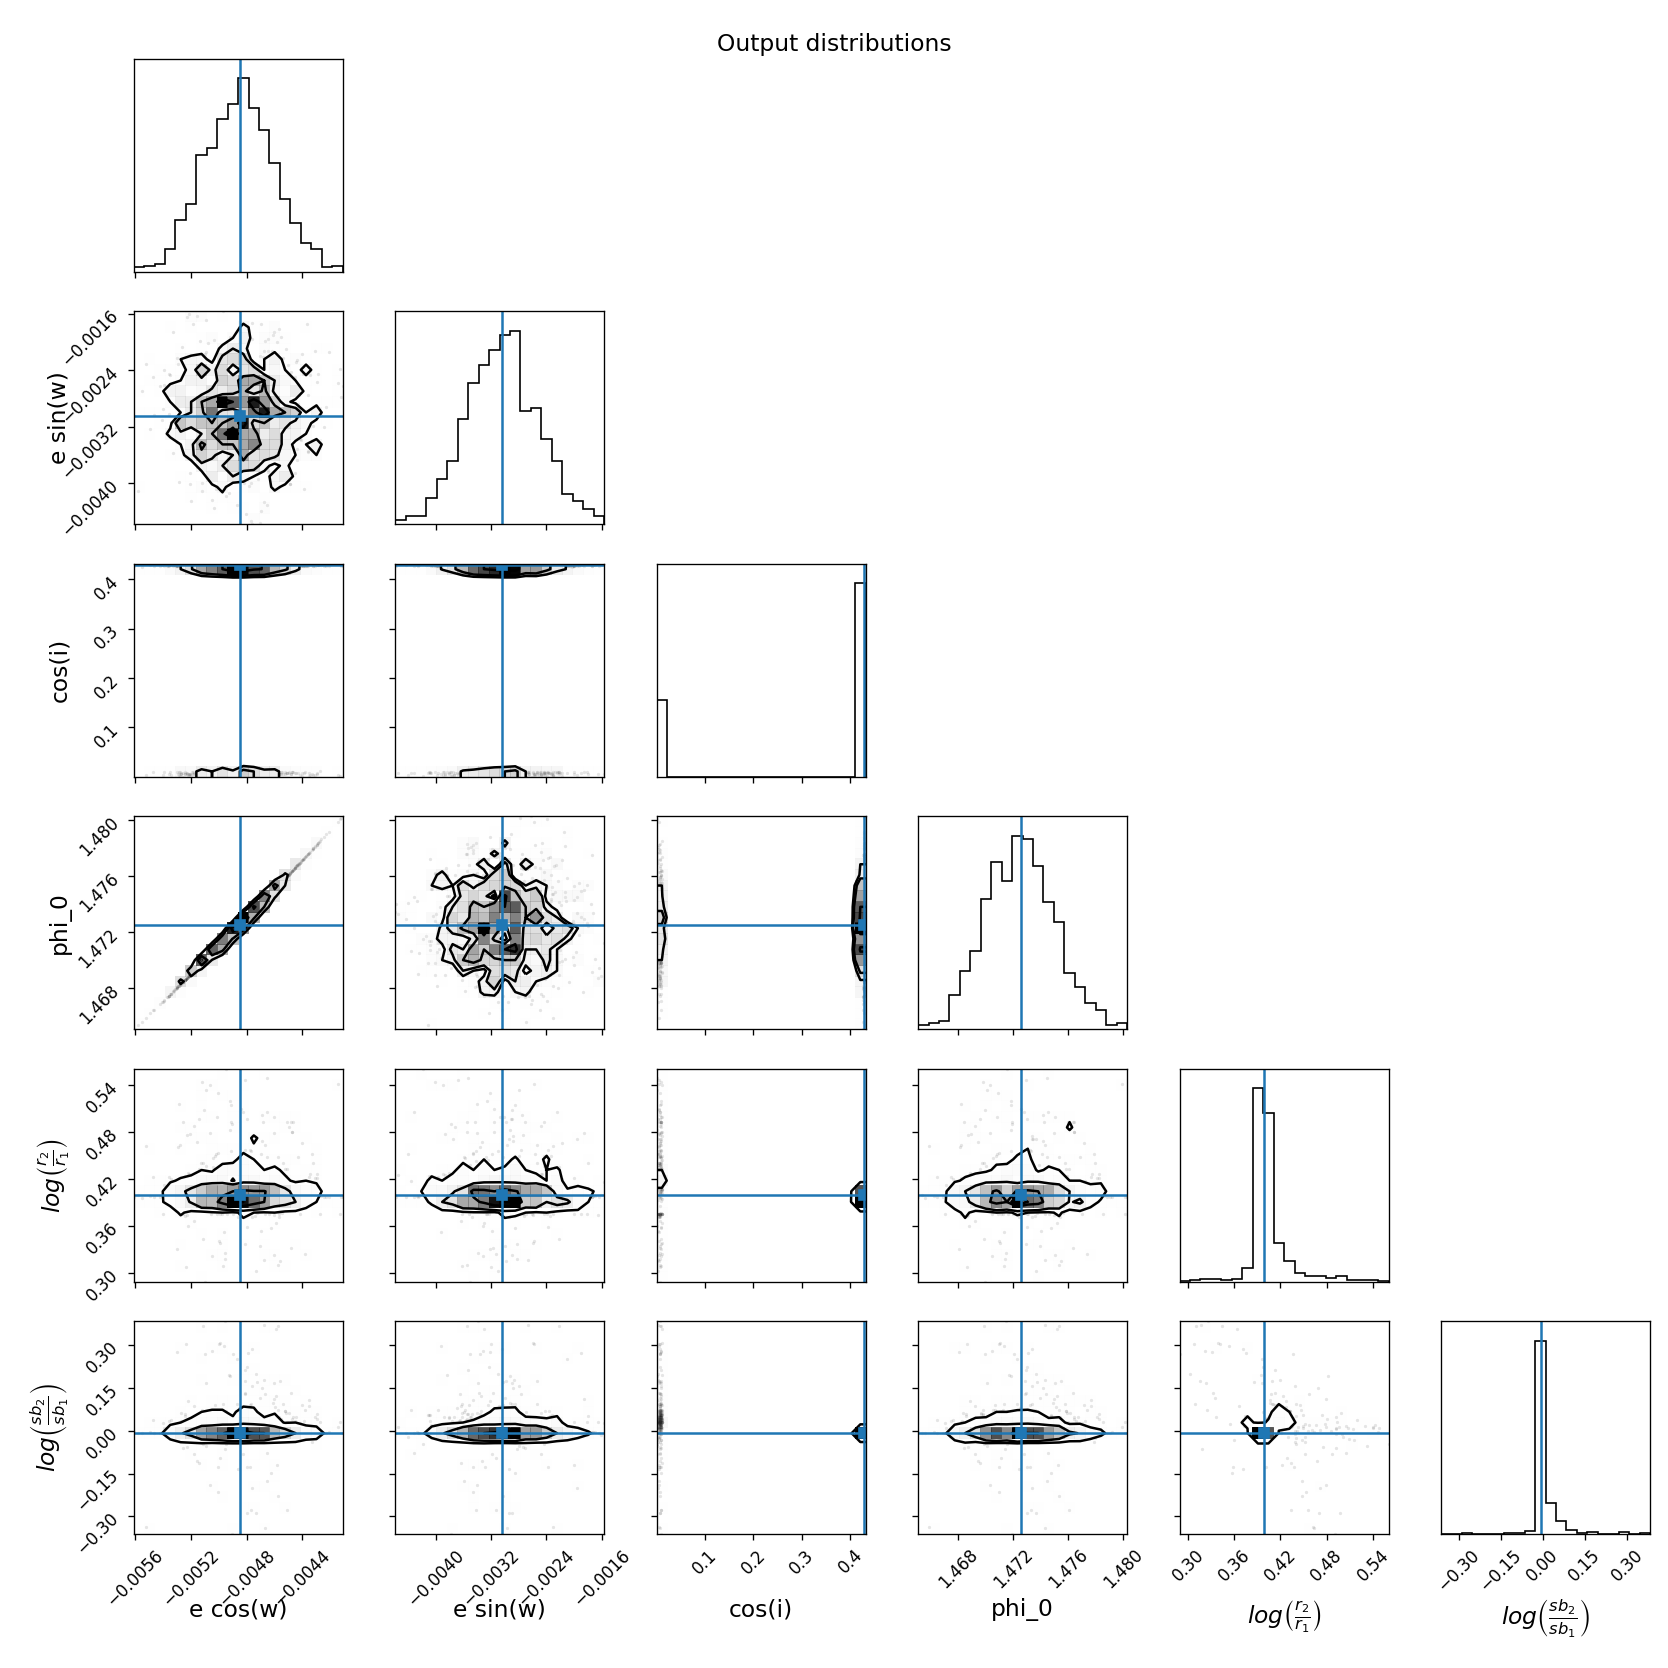 Output distributions
e sin(w)
−0.0016
−0.0024
−0.0032
−0.0040
cos(i)
0.4
0.3
0.2
0.1
phi_0
1.480
1.476
1.472
1.468
log(r2/r1)
0.54
0.48
0.42
0.36
0.30
log(sb2/sb1)
0.30
0.15
0.00
−0.15
−0.30
−0.0056 −0.0052 −0.0048 −0.0044
e cos(w)
−0.0040 −0.0032 −0.0024 −0.0016
e sin(w)
0.1 0.2 0.3 0.4
cos(i)
1.468 1.472 1.476 1.480
phi_0
0.30 0.36 0.42 0.48 0.54
log(r2/r1)
−0.30 −0.15 0.00 0.15 0.30
log(sb2/sb1)